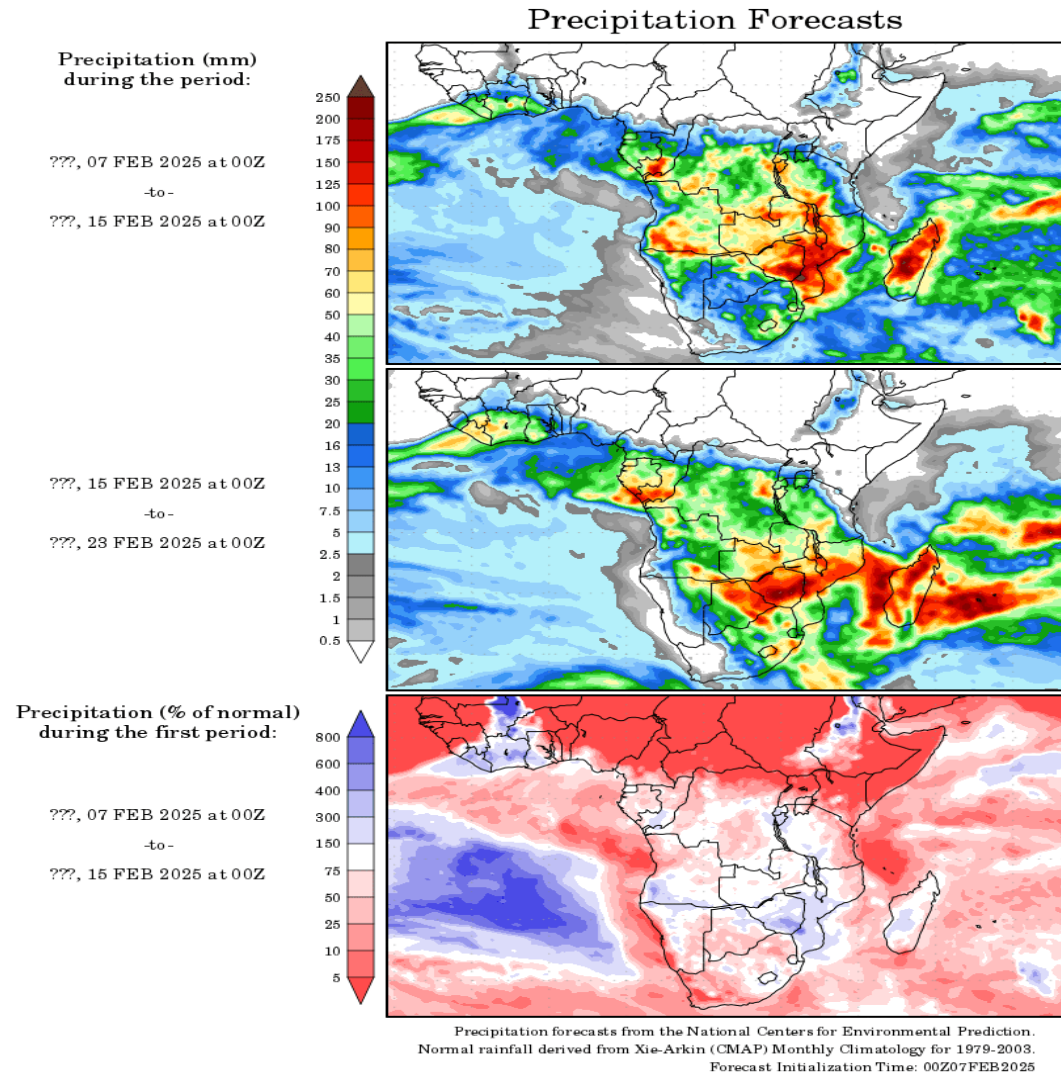 Precipitation Forecasts
Precipitation (mm)
during the period:
???, 07 FEB 2025 at 00Z
-to-
???, 15 FEB 2025 at 00Z
250
200
175
150
125
100
90
80
70
60
50
40
35
30
20
16
13
10
7.5
5
2.5
2
1.5
1
0.5
???, 15 FEB 2025 at 00Z
-to-
???, 23 FEB 2025 at 00Z
Precipitation (% of normal)
during the first period:
???, 07 FEB 2025 at 00Z
-to-
???, 15 FEB 2025 at 00Z
800
600
400
300
150
75
50
25
10
5
Precipitation forecasts from the National Centers for Environmental Prediction.
Normal rainfall derived from Xie-Arkin (CMAP) Monthly Climatology for 1979-2003.
Forecast Initialization Time: 00Z07FEB2025